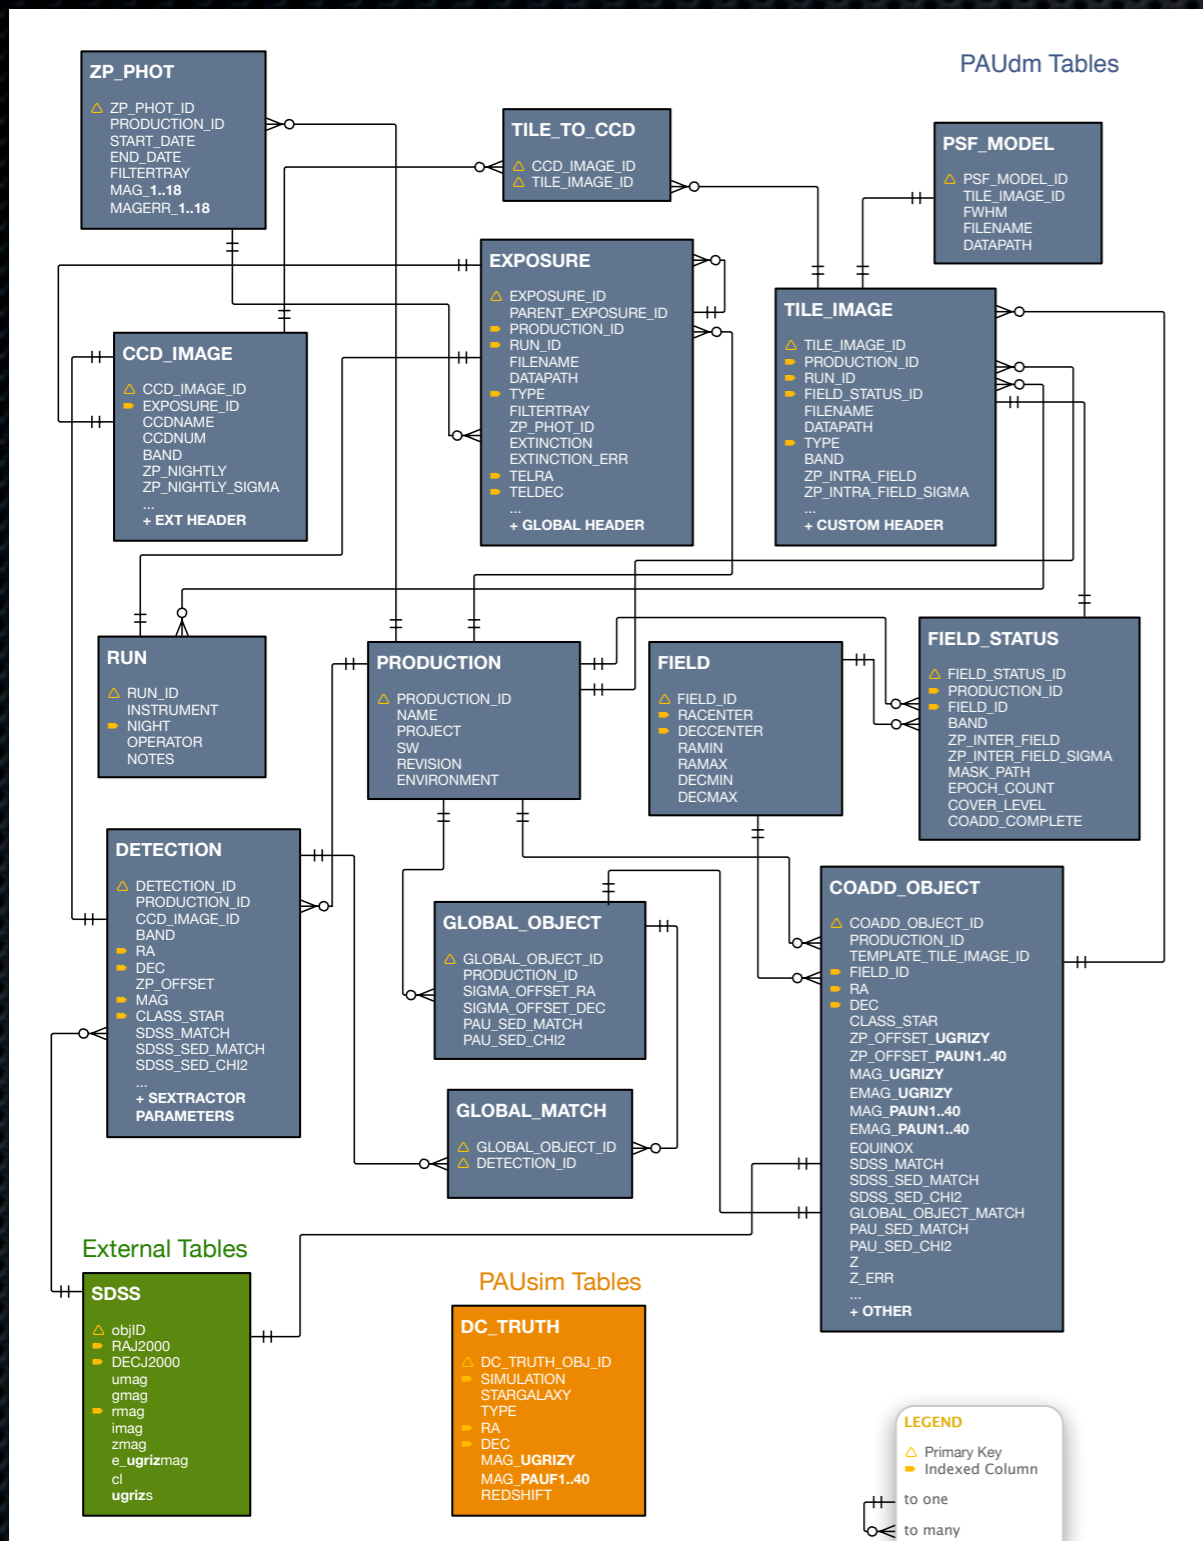 PAUdm Tables
ZP_PHOT
ZP_PHOT_ID
PRODUCTION_ID
START_DATE
END_DATE
FILTERTRAY
MAG_1..18
MAGERR_1..18
TILE_TO_CCD
CCD_IMAGE_ID
TILE_IMAGE_ID
PSF_MODEL
PSF_MODEL_ID
TILE_IMAGE_ID
FWHM
FILENAME
DATAPATH
EXPOSURE
EXPOSURE_ID
PARENT_EXPOSURE_ID
PRODUCTION_ID
RUN_ID
FILENAME
DATAPATH
TYPE
FILTERTRAY
ZP_PHOT_ID
EXTINCTION
EXTINCTION_ERR
TELRA
TELDEC
...
+ GLOBAL HEADER
TILE_IMAGE
TILE_IMAGE_ID
PRODUCTION_ID
RUN_ID
FIELD_STATUS_ID
FILENAME
DATAPATH
TYPE
BAND
ZP_INTRA_FIELD
ZP_INTRA_FIELD_SIGMA
...
+ CUSTOM HEADER
CCD_IMAGE
CCD_IMAGE_ID
EXPOSURE_ID
CCDNAME
CCDNUM
BAND
ZP_NIGHTLY
ZP_NIGHTLY_SIGMA
...
+ EXT HEADER
RUN
RUN_ID
INSTRUMENT
NIGHT
OPERATOR
NOTES
PRODUCTION
PRODUCTION_ID
NAME
PROJECT
SW
REVISION
ENVIRONMENT
FIELD
FIELD_ID
RACENTER
DECCENTER
RAMIN
RAMAX
DECMIN
DECMAX
FIELD_STATUS
FIELD_STATUS_ID
PRODUCTION_ID
FIELD_ID
BAND
ZP_INTER_FIELD
ZP_INTER_FIELD_SIGMA
MASK_PATH
EPOCH_COUNT
COVER_LEVEL
COADD_COMPLETE
DETECTION
DETECTION_ID
PRODUCTION_ID
CCD_IMAGE_ID
BAND
RA
DEC
ZP_OFFSET
MAG
CLASS_STAR
SDSS_MATCH
SDSS_SED_MATCH
SDSS_SED_CHI2
...
+ SEXTRACTOR
PARAMETERS
GLOBAL_OBJECT
GLOBAL_OBJECT_ID
PRODUCTION_ID
SIGMA_OFFSET_RA
SIGMA_OFFSET_DEC
PAU_SED_MATCH
PAU_SED_CHI2
GLOBAL_MATCH
GLOBAL_OBJECT_ID
DETECTION_ID
COADD_OBJECT
COADD_OBJECT_ID
PRODUCTION_ID
TEMPLATE_TILE_IMAGE_ID
FIELD_ID
RA
DEC
CLASS_STAR
ZP_OFFSET_UGRIZY
ZP_OFFSET_PAUN1..40
MAG_UGRIZY
EMAG_UGRIZY
MAG_PAUN1..40
EMAG_PAUN1..40
EQUINOX
SDSS_MATCH
SDSS_SED_MATCH
SDSS_SED_CHI2
GLOBAL_OBJECT_MATCH
PAU_SED_MATCH
PAU_SED_CHI2
Z
Z_ERR
...
+ OTHER
External Tables
SDSS
objID
RAJ2000
DECJ2000
umag
gmag
rmag
imag
zmag
e_ugrizmag
cl
ugrizs
PAUsim Tables
DC_TRUTH
DC_TRUTH_OBJ_ID
SIMULATION
STARGALAXY
TYPE
RA
DEC
MAG_UGRIZY
MAG_PAUF1..40
REDSHIFT
LEGEND
Primary Key
Indexed Column
to one
to many